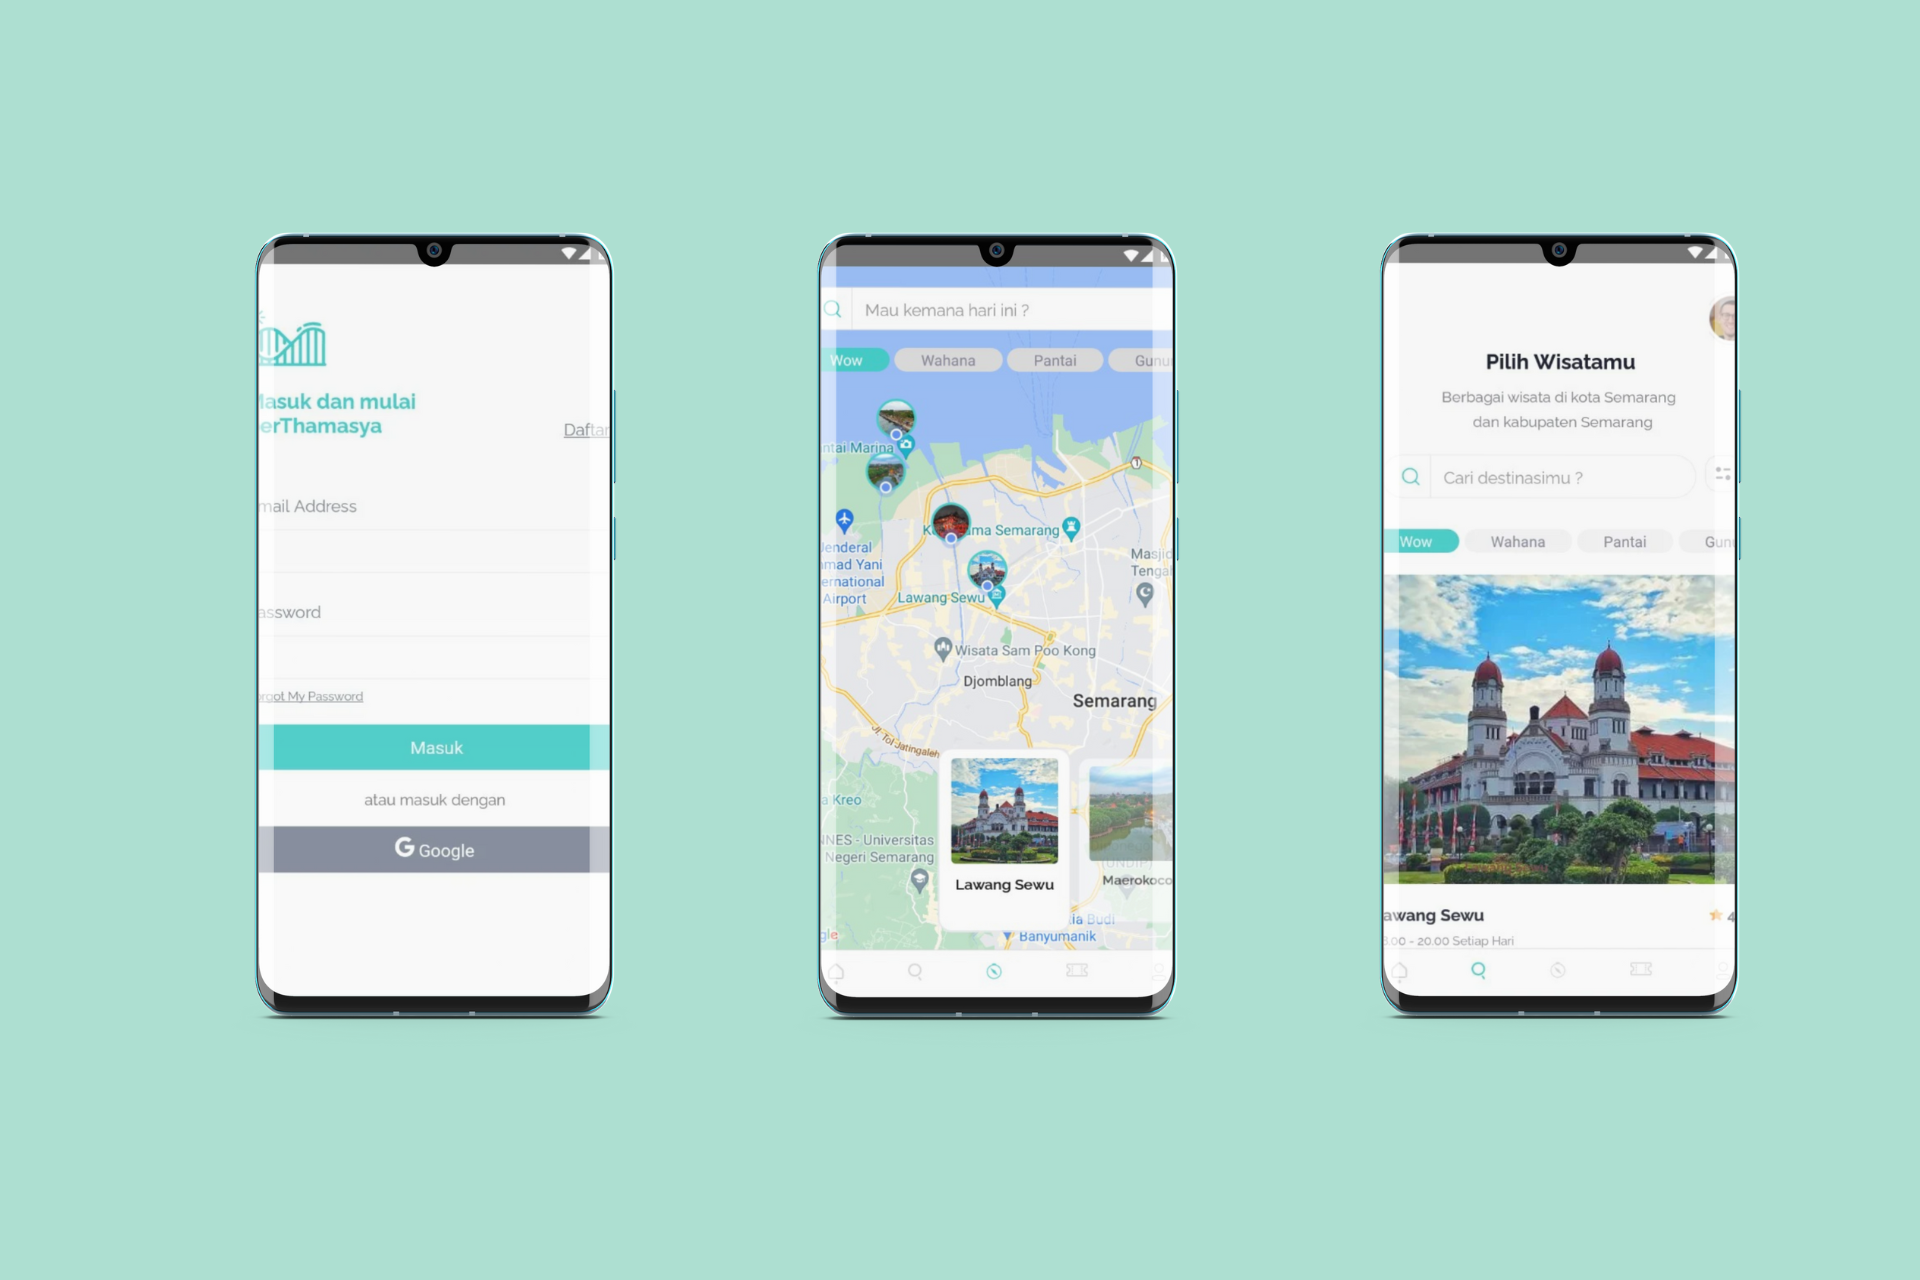 asuk dan mulai
erThamasya
Daftar
mail Address
assword
rgot My Password
Masuk
atau masuk dengan
G Google
Mau kemana hari ini ?
Wow
Wahana
Pantai
Gunu
ntai Marina
ma Semarang
Jenderal
mad Yani
ernational
Airport
Masjid
Tengal
Lawang Sewu
Wisata Sam Poo Kong
Djomblang
Semarang
Jl. Tol Jatingaleh
a Kreo
NES - Universitas
Negeri Semarang
Lawang Sewu
(UNDIP)
Maerokoco
ia Budi
Banyumanik
gle
Pilih Wisatamu
Berbagai wisata di kota Semarang
dan kabupaten Semarang
Cari destinasimu ?
Wow
Wahana
Pantai
Gun
awang Sewu
4
.00 - 20.00 Setiap Hari